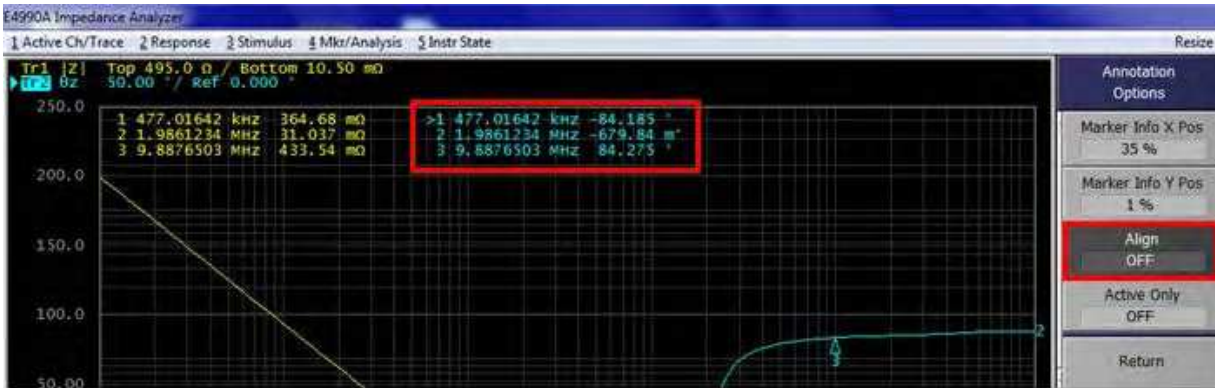 E4990A Impedance Analyzer
1 Active Ch/Trace 2 Response 3 Stimulus 4 Mkr/Analysis 5 Instr State
Resize
Tr1 |Z| Top 495.0 Ω / Bottom 10.50 mΩ
Tr2 θz 50.00 °/ Ref 0.000 °
250.0
1 477.01642 kHz 364.68 mΩ
2 1.9861234 MHz 31.037 mΩ
3 9.8876503 MHz 433.54 mΩ
>1 477.01642 kHz -84.185 °
2 1.9861234 MHz -679.84 m°
3 9.8876503 MHz 84.275 °
200.0
150.0
100.0
50.00
2
3
Annotation
Options
Marker Info X Pos
35 %
Marker Info Y Pos
1 %
Align
OFF
Active Only
OFF
Return